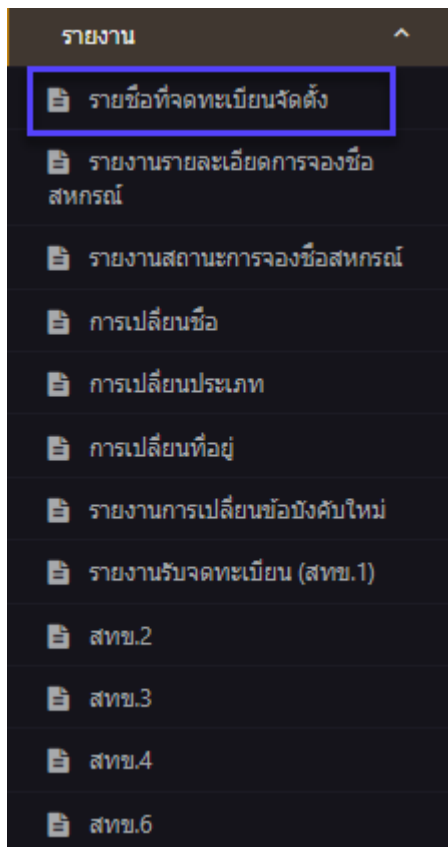 รายงาน
รายชื่อที่จดทะเบียนจัดตั้ง
รายงานรายละเอียดการจองชื่อ
สหกรณ์
รายงานสถานะการจองชื่อสหกรณ์
การเปลี่ยนชื่อ
การเปลี่ยนประเภท
การเปลี่ยนที่อยู่
รายงานการเปลี่ยนข้อบังคับใหม่
รายงานรับจดทะเบียน (สทข.1)
สทข.2
สทข.3
สทข.4
สทข.6